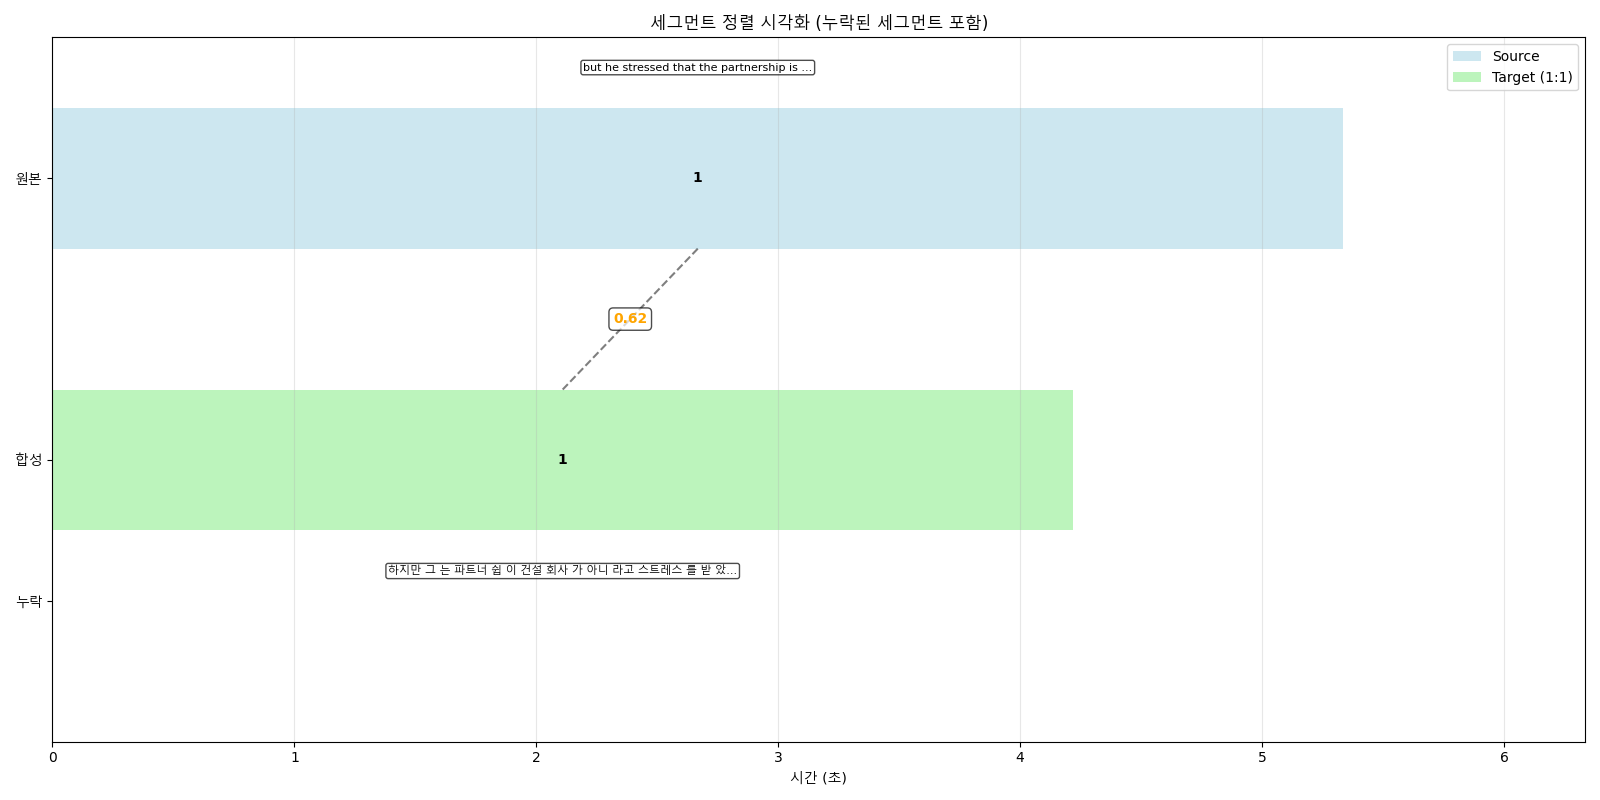 세그먼트 정렬 시각화 (누락된 세그먼트 포함)
but he stressed that the partnership is ...
Source
Target (1:1)
원본
1
0.62
합성
1
하지만 그 는 파트너 쉽 이 건설 회사 가 아니 라고 스트레스 를 받 았...
누락
0 1 2 3 4 5 6
시간 (초)